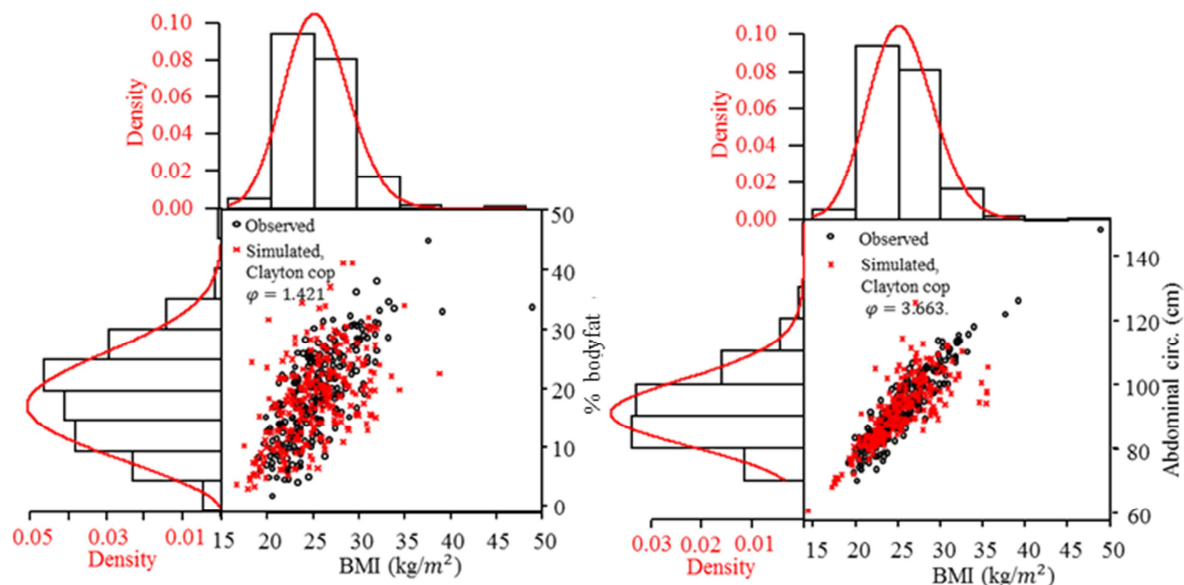 0.10
0.08
0.06
0.04
0.02
0.00
Density
Observed
Simulated,
Clayton cop
φ = 1.421
50
40
30
20
10
0
% bodyfat
0.05 0.03 0.01
Density
15 20 25 30 35 40 45 50
BMI (kg/m²)
0.10
0.08
0.06
0.04
0.02
0.00
Density
Observed
Simulated,
Clayton cop
φ = 3.663.
140
120
100
80
60
Abdominal circ. (cm)
0.03 0.02 0.01
Density
15 20 25 30 35 40 45 50
BMI (kg/m²)